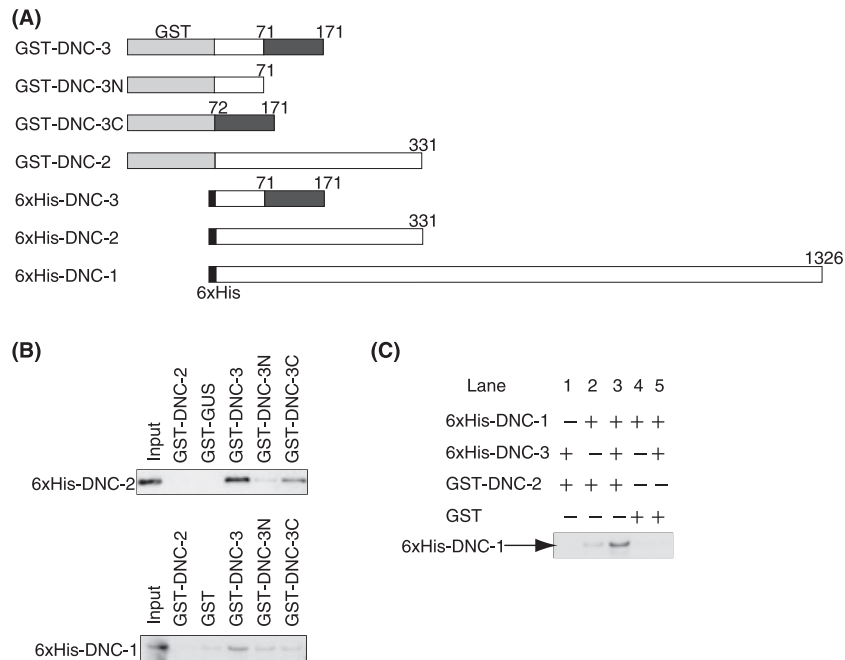 (A)
GST
71 171
GST-DNC-3
71
GST-DNC-3N
72 171
GST-DNC-3C
331
GST-DNC-2
71 171
6xHis-DNC-3
331
6xHis-DNC-2
1326
6xHis-DNC-1
6xHis
(B)
Input
GST-DNC-2
GST-GUS
GST-DNC-3
GST-DNC-3N
GST-DNC-3C
6xHis-DNC-2
Input
GST-DNC-2
GST
GST-DNC-3
GST-DNC-3N
GST-DNC-3C
6xHis-DNC-1
(C)
Lane 1 2 3 4 5
6xHis-DNC-1 − + + + +
6xHis-DNC-3 + − + − +
GST-DNC-2 + + + − −
GST − − − + +
6xHis-DNC-1